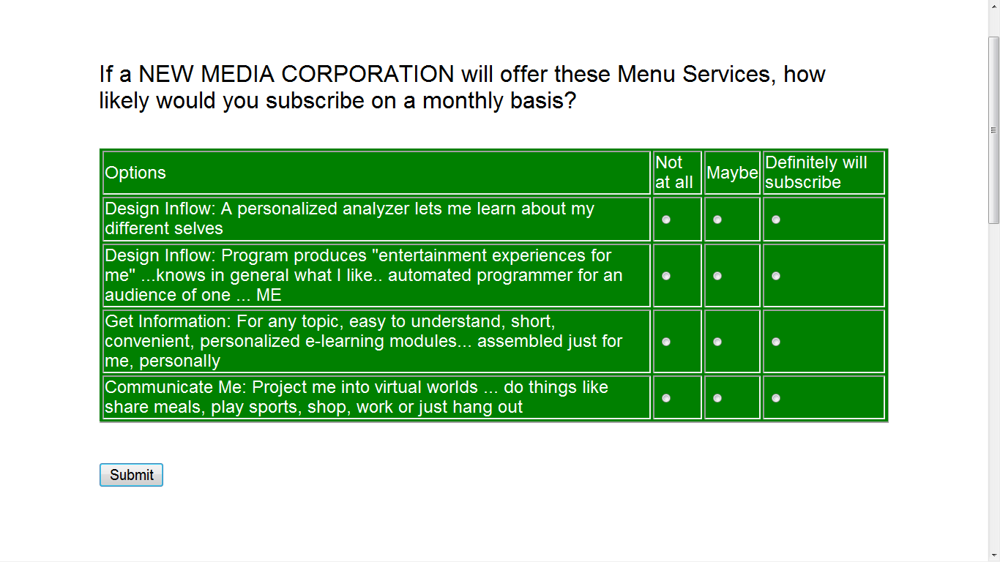 If a NEW MEDIA CORPORATION will offer these Menu Services, how
likely would you subscribe on a monthly basis?
Options
Not
at all
Maybe
Definitely will
subscribe
Design Inflow: A personalized analyzer lets me learn about my
different selves
Design Inflow: Program produces "entertainment experiences for
me" ...knows in general what I like.. automated programmer for an
audience of one ... ME
Get Information: For any topic, easy to understand, short,
convenient, personalized e-learning modules... assembled just for
me, personally
Communicate Me: Project me into virtual worlds ... do things like
share meals, play sports, shop, work or just hang out
Submit